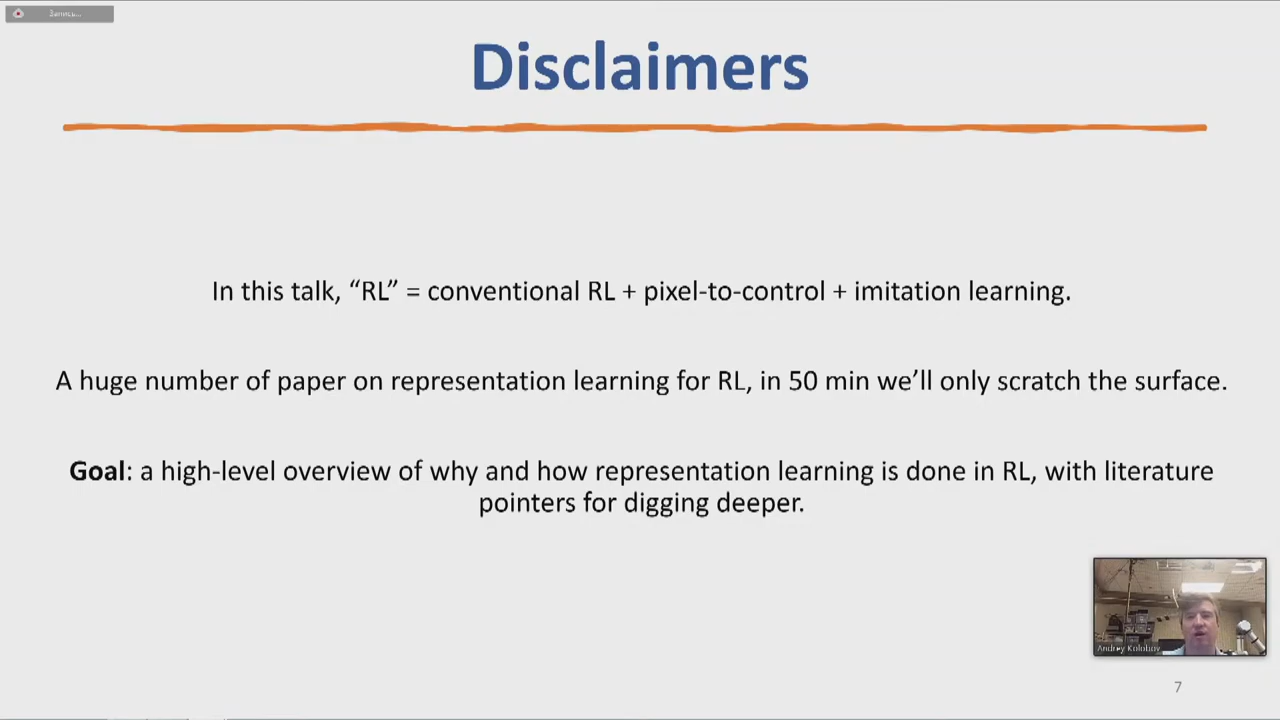 Запись...
Disclaimers
In this talk, “RL” = conventional RL + pixel-to-control + imitation learning.
A huge number of paper on representation learning for RL, in 50 min we’ll only scratch the surface.
Goal: a high-level overview of why and how representation learning is done in RL, with literature
pointers for digging deeper.
Andrey Kolobov
7